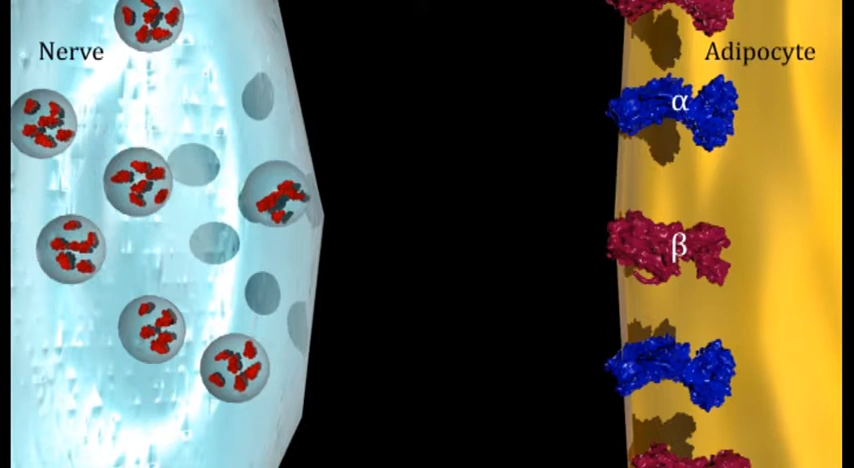 Nerve
Adipocyte
α
β